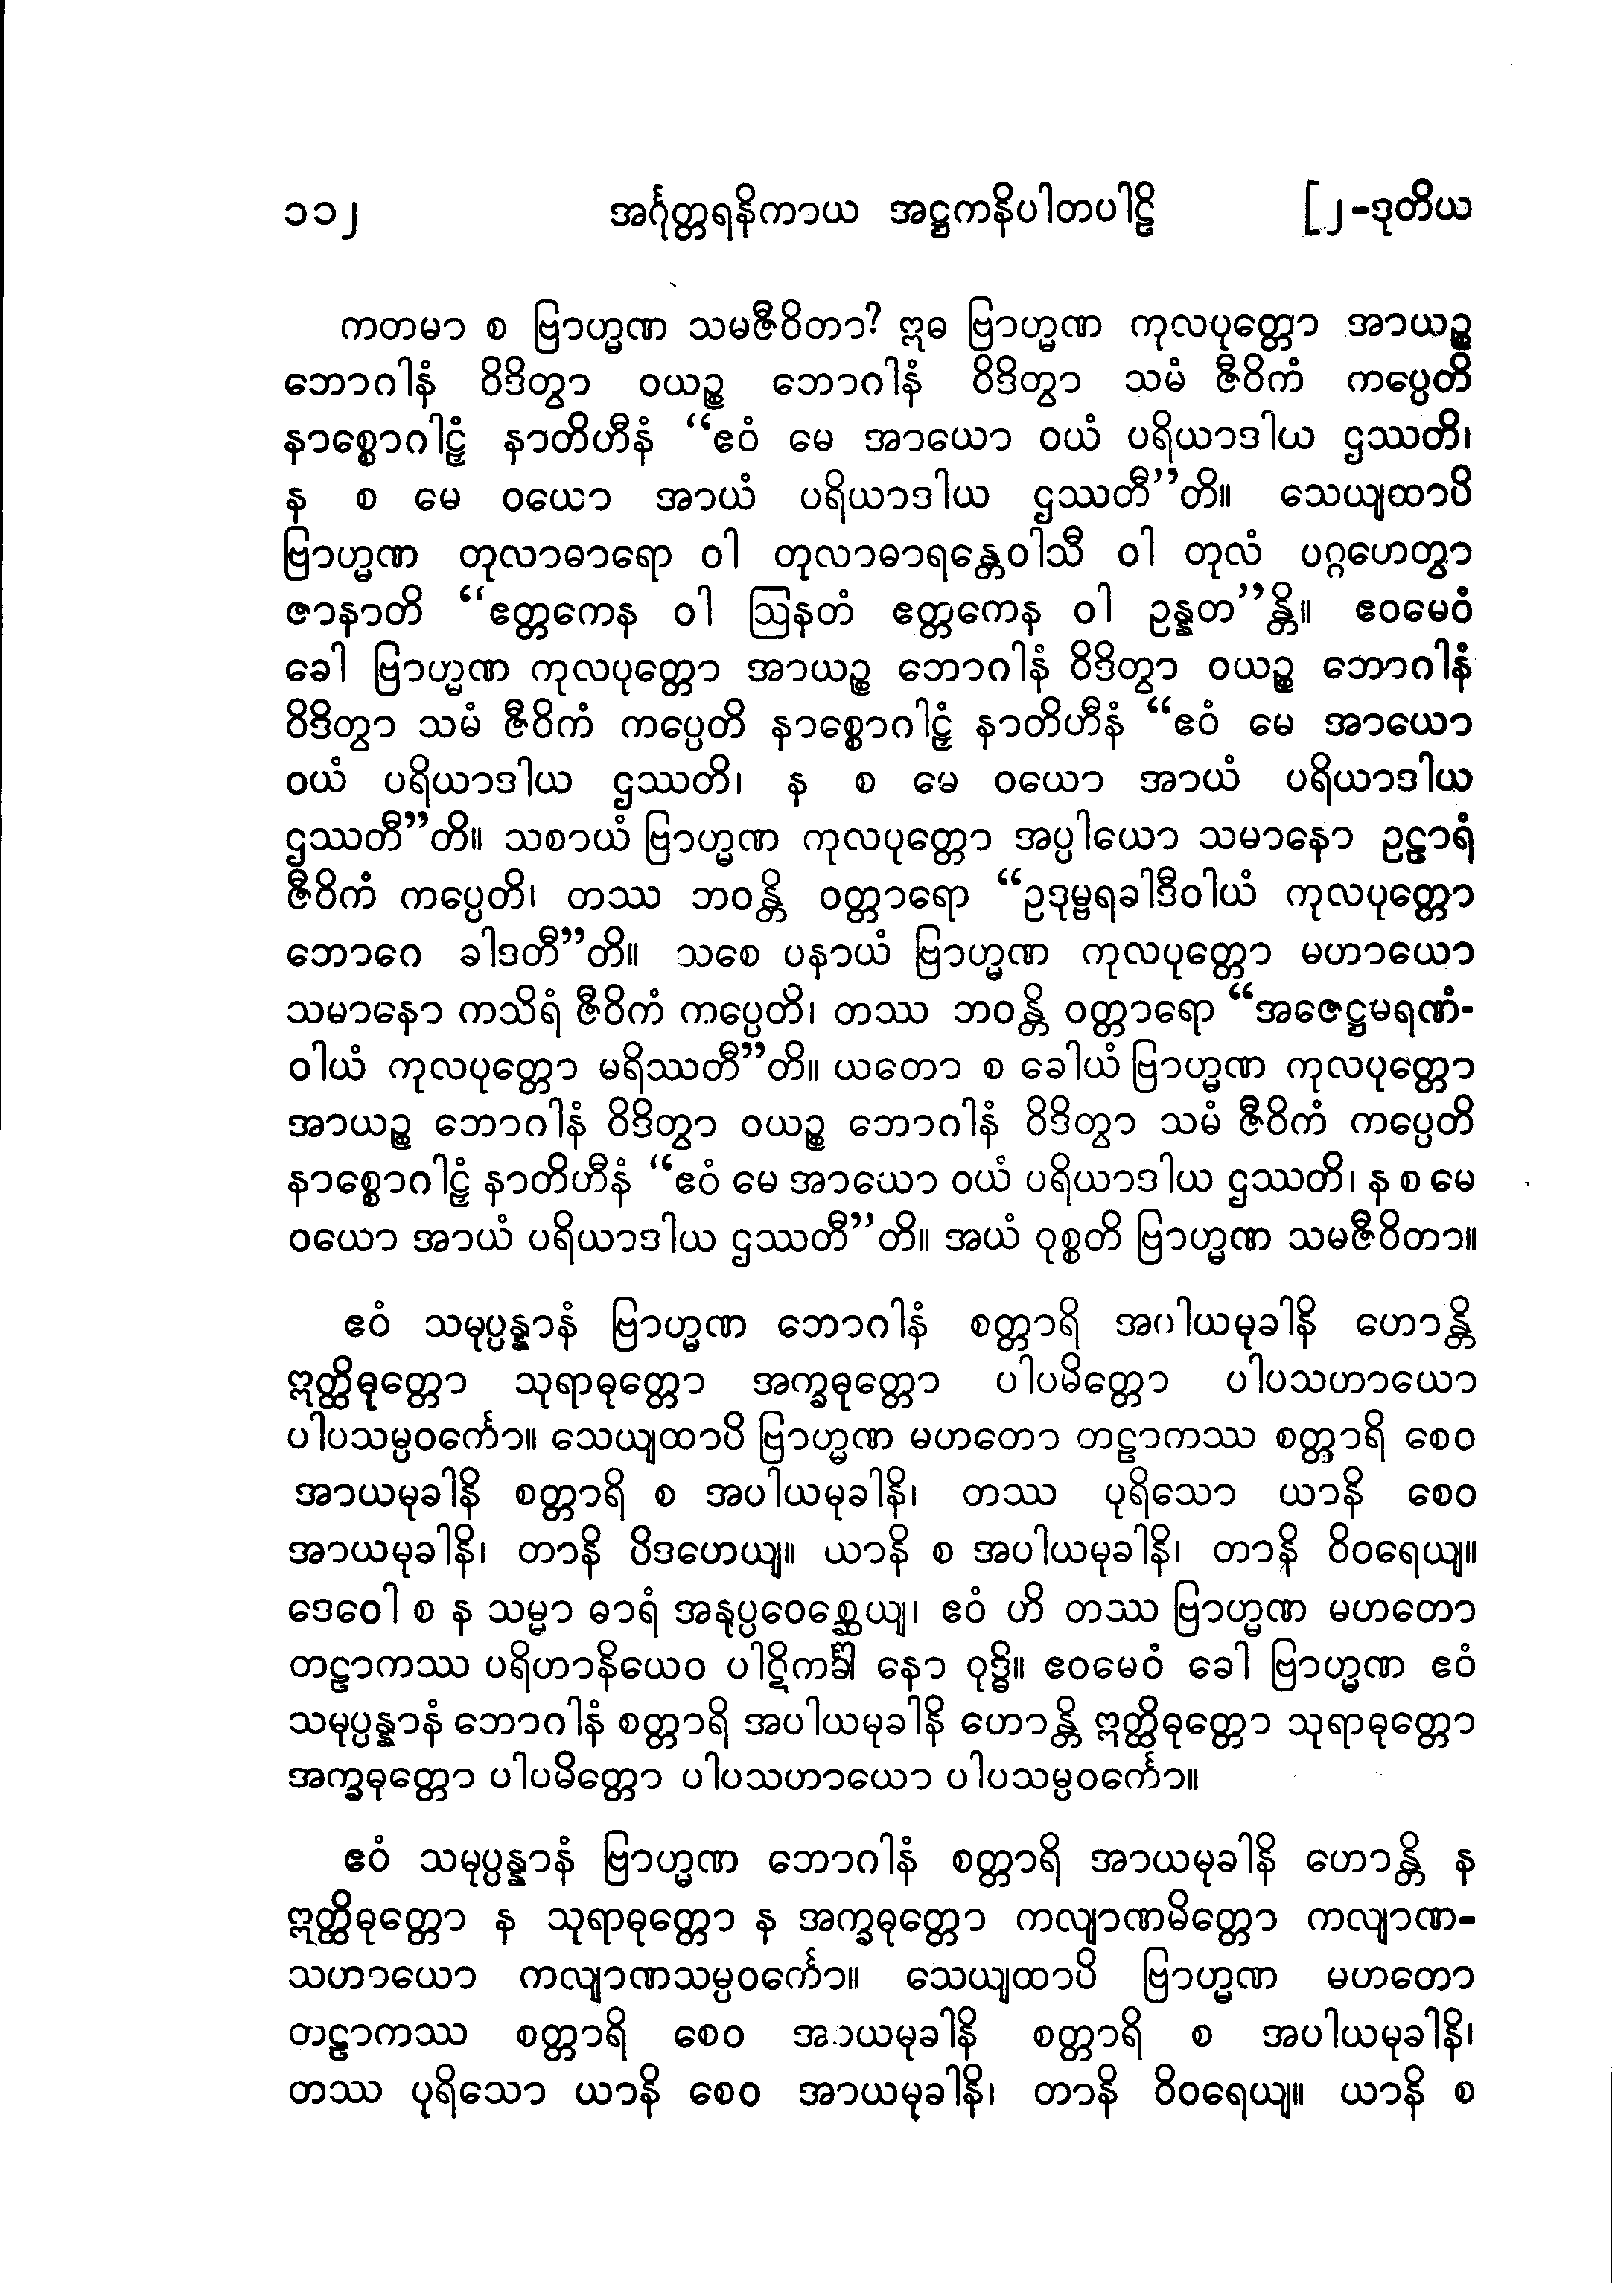 ၁၁၂ အင်္ဂုတ္တရနိကာယ အဋ္ဌကနိပါတပါဠိ [၂-ဒုတိယ
ကတမာ စ ဗြာဟ္မဏ သမဇီဝိတာ? ဣဓ ဗြာဟ္မဏ ကုလပုတ္တော အာယဉ္စ
ဘောဂါနံ ဝိဒိတွာ ဝယဉ္စ ဘောဂါနံ ဝိဒိတွာ သမံ ဇီဝိကံ ကပ္ပေတိ
နာစ္စောဂါဠှံ နာတိဟီနံ “ဧဝံ မေ အာယော ဝယံ ပရိယာဒါယ ဌဿတိ၊
န စ မေ ဝယော အာယံ ပရိယာဒါယ ဌဿတီ”တိ။ သေယျထာပိ
ဗြာဟ္မဏ တုလာဓာရော ဝါ တုလာဓာရန္တေဝါသီ ဝါ တုလံ ပဂ္ဂဟေတွာ
ဇာနာတိ “ဧတ္တကေန ဝါ ဩနတံ ဧတ္တကေန ဝါ ဥန္နတ”န္တိ။ ဧဝမေဝံ
ခေါ ဗြာဟ္မဏ ကုလပုတ္တော အာယဉ္စ ဘောဂါနံ ဝိဒိတွာ ဝယဉ္စ ဘောဂါနံ
ဝိဒိတွာ သမံ ဇီဝိကံ ကပ္ပေတိ နာစ္စောဂါဠှံ နာတိဟီနံ “ဧဝံ မေ အာယော
ဝယံ ပရိယာဒါယ ဌဿတိ၊ န စ မေ ဝယော အာယံ ပရိယာဒါယ
ဌဿတီ”တိ။ သစာယံ ဗြာဟ္မဏ ကုလပုတ္တော အပ္ပါယော သမာနော ဥဠာရံ
ဇီဝိကံ ကပ္ပေတိ၊ တဿ ဘဝန္တိ ဝတ္တာရော “ဥဒုမ္ဗရခါဒီဝါယံ ကုလပုတ္တော
ဘောဂေ ခါဒတီ”တိ။ သစေ ပနာယံ ဗြာဟ္မဏ ကုလပုတ္တော မဟာယော
သမာနော ကသိရံ ဇီဝိကံ ကပ္ပေတိ၊ တဿ ဘဝန္တိ ဝတ္တာရော “အဇေဋ္ဌမရဏံ-
ဝါယံ ကုလပုတ္တော မရိဿတီ”တိ။ ယတော စ ခေါယံ ဗြာဟ္မဏ ကုလပုတ္တော
အာယဉ္စ ဘောဂါနံ ဝိဒိတွာ ဝယဉ္စ ဘောဂါနံ ဝိဒိတွာ သမံ ဇီဝိကံ ကပ္ပေတိ
နာစ္စောဂါဠှံ နာတိဟီနံ “ဧဝံ မေ အာယော ဝယံ ပရိယာဒါယ ဌဿတိ၊ န စ မေ
ဝယော အာယံ ပရိယာဒါယ ဌဿတီ”တိ။ အယံ ဝုစ္စတိ ဗြာဟ္မဏ သမဇီဝိတာ။
ဧဝံ သမုပ္ပန္နာနံ ဗြာဟ္မဏ ဘောဂါနံ စတ္တာရိ အပါယမုခါနိ ဟောန္တိ
ဣတ္ထိဓုတ္တော သုရာဓုတ္တော အက္ခဓုတ္တော ပါပမိတ္တော ပါပသဟာယော
ပါပသမ္ပဝင်္ကော။ သေယျထာပိ ဗြာဟ္မဏ မဟတော တဠာကဿ စတ္တာရိ စေဝ
အာယမုခါနိ စတ္တာရိ စ အပါယမုခါနိ၊ တဿ ပုရိသော ယာနိ စေဝ
အာယမုခါနိ၊ တာနိ ပိဒဟေယျ။ ယာနိ စ အပါယမုခါနိ၊ တာနိ ဝိဝရေယျ။
ဒေဝေါ စ န သမ္မာ ဓာရံ အနုပ္ပဝေစ္ဆေယျ၊ ဧဝံ ဟိ တဿ ဗြာဟ္မဏ မဟတော
တဠာကဿ ပရိဟာနိယေဝ ပါဋိကင်္ခါ နော ဝုဒ္ဓိ။ ဧဝမေဝံ ခေါ ဗြာဟ္မဏ ဧဝံ
သမုပ္ပန္နာနံ ဘောဂါနံ စတ္တာရိ အပါယမုခါနိ ဟောန္တိ ဣတ္ထိဓုတ္တော သုရာဓုတ္တော
အက္ခဓုတ္တော ပါပမိတ္တော ပါပသဟာယော ပါပသမ္ပဝင်္ကော။
ဧဝံ သမုပ္ပန္နာနံ ဗြာဟ္မဏ ဘောဂါနံ စတ္တာရိ အာယမုခါနိ ဟောန္တိ န
ဣတ္ထိဓုတ္တော န သုရာဓုတ္တော န အက္ခဓုတ္တော ကလျာဏမိတ္တော ကလျာဏ-
သဟာယော ကလျာဏသမ္ပဝင်္ကော။ သေယျထာပိ ဗြာဟ္မဏ မဟတော
တဠာကဿ စတ္တာရိ စေဝ အာယမုခါနိ စတ္တာရိ စ အပါယမုခါနိ၊
တဿ ပုရိသော ယာနိ စေဝ အာယမုခါနိ၊ တာနိ ဝိဝရေယျ။ ယာနိ စ